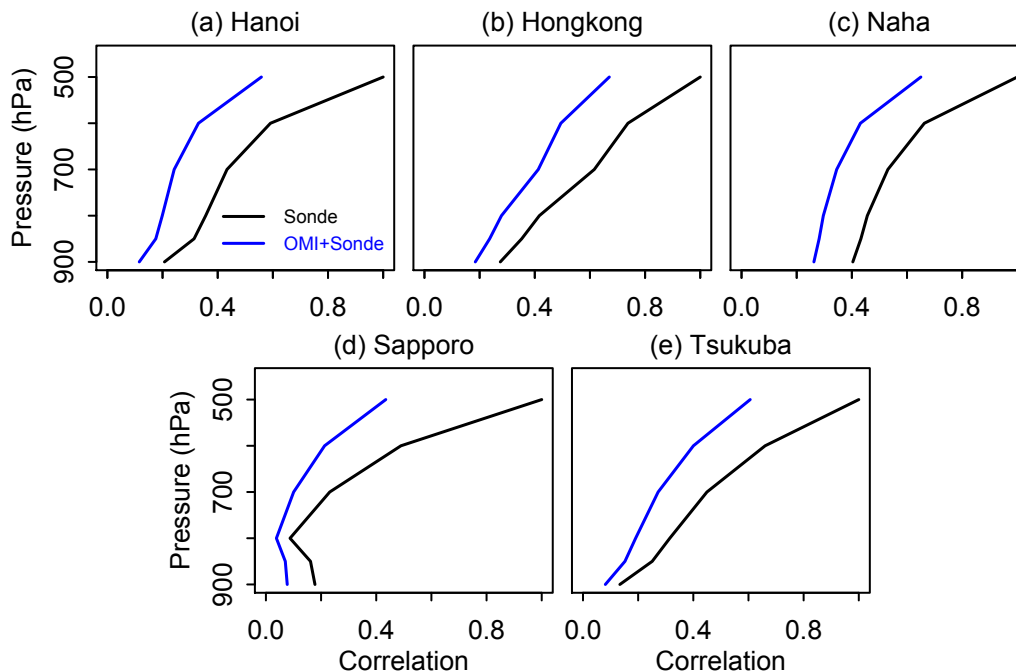 (a) Hanoi
(b) Hongkong
(c) Naha
Pressure (hPa)
500
700
900
Sonde
OMI+Sonde
0.0 0.4 0.8
0.0 0.4 0.8
0.0 0.4 0.8
(d) Sapporo
(e) Tsukuba
Pressure (hPa)
500
700
900
0.0 0.4 0.8
0.0 0.4 0.8
Correlation
Correlation